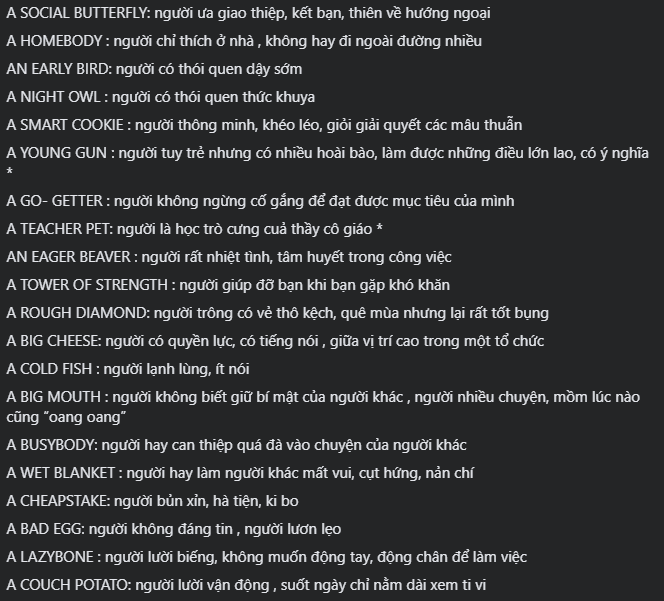 A SOCIAL BUTTERFLY: người ưa giao thiệp, kết bạn, thiên về hướng ngoại
A HOMEBODY : người chỉ thích ở nhà , không hay đi ngoài đường nhiều
AN EARLY BIRD: người có thói quen dậy sớm
A NIGHT OWL : người có thói quen thức khuya
A SMART COOKIE : người thông minh, khéo léo, giỏi giải quyết các mâu thuẫn
A YOUNG GUN : người tuy trẻ nhưng có nhiều hoài bào, làm được những điều lớn lao, có ý nghĩa
*
A GO- GETTER : người không ngừng cố gắng để đạt được mục tiêu của mình
A TEACHER PET: người là học trò cưng cuả thầy cô giáo *
AN EAGER BEAVER : người rất nhiệt tình, tâm huyết trong công việc
A TOWER OF STRENGTH : người giúp đỡ bạn khi bạn gặp khó khăn
A ROUGH DIAMOND: người trông có vẻ thô kệch, quê mùa nhưng lại rất tốt bụng
A BIG CHEESE: người có quyền lực, có tiếng nói , giữa vị trí cao trong một tổ chức
A COLD FISH : người lạnh lùng, ít nói
A BIG MOUTH : người không biết giữ bí mật của người khác , người nhiều chuyện, mồm lúc nào
cũng “oang oang”
A BUSYBODY: người hay can thiệp quá đà vào chuyện của người khác
A WET BLANKET : người hay làm người khác mất vui, cụt hứng, nản chí
A CHEAPSTAKE: người bủn xỉn, hà tiện, ki bo
A BAD EGG: người không đáng tin , người lươn lẹo
A LAZYBONE : người lười biếng, không muốn động tay, động chân để làm việc
A COUCH POTATO: người lười vận động , suốt ngày chỉ nằm dài xem ti vi